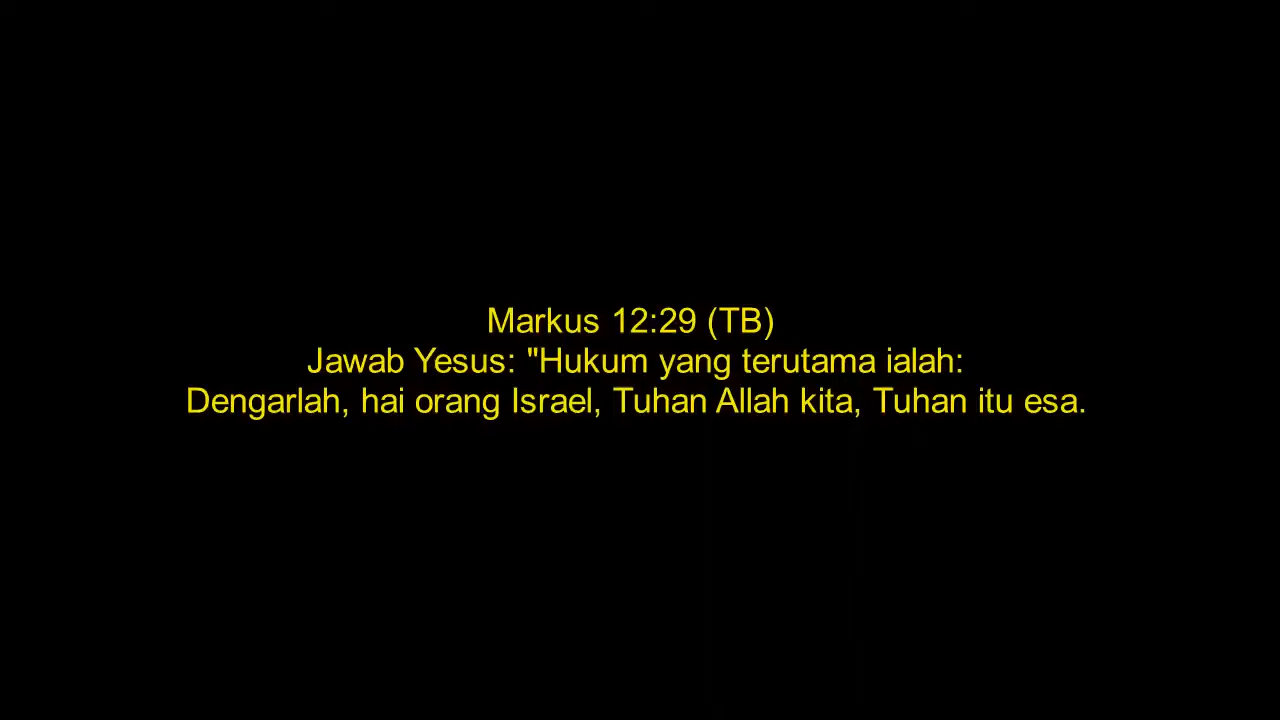 Markus 12:29 (TB)
Jawab Yesus: "Hukum yang terutama ialah:
Dengarlah, hai orang Israel, Tuhan Allah kita, Tuhan itu esa.